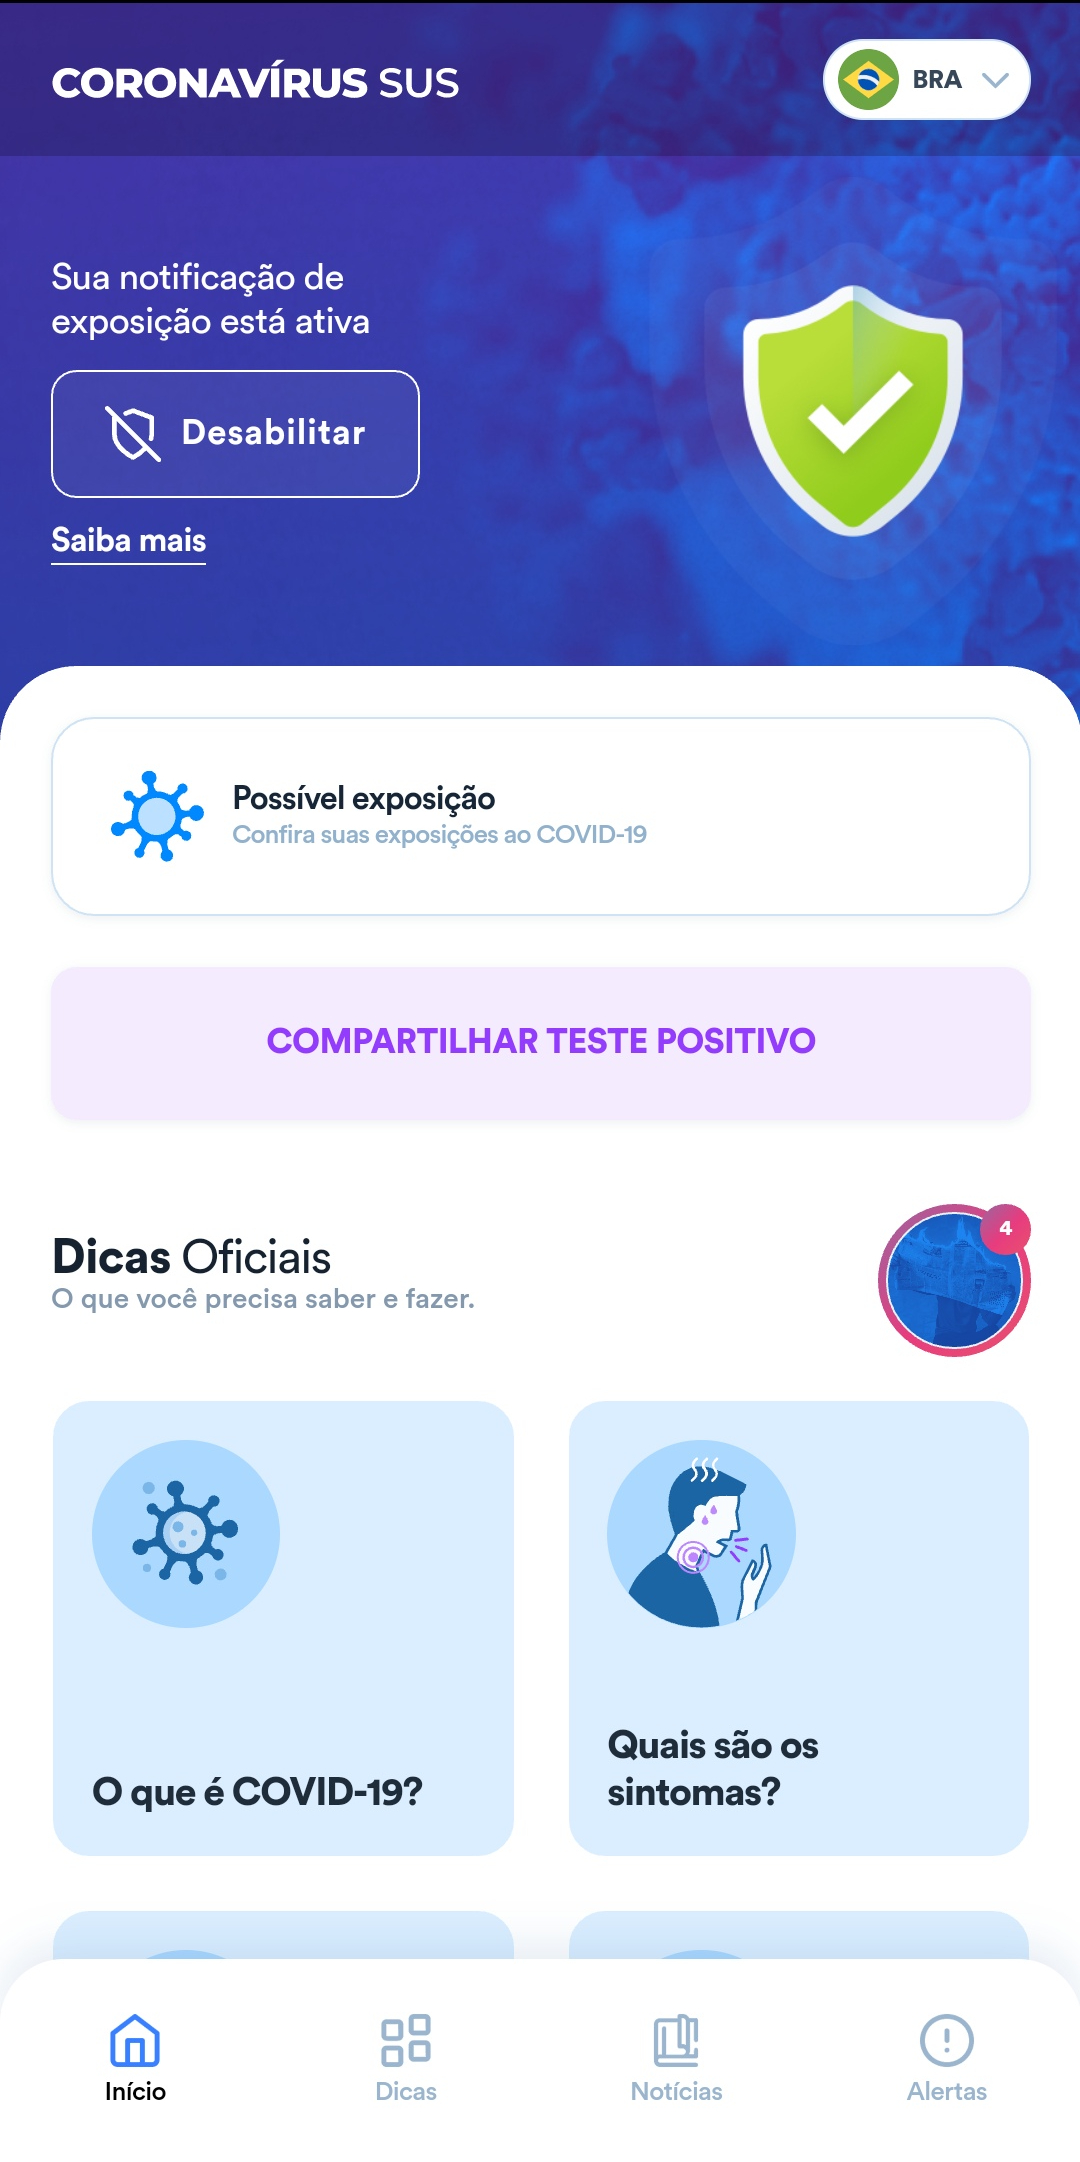 CORONAVÍRUS SUS
BRA
Sua notificação de
exposição está ativa
Desabilitar
Saiba mais
Possível exposição
Confira suas exposições ao COVID-19
COMPARTILHAR TESTE POSITIVO
Dicas Oficiais
4
O que você precisa saber e fazer.
O que é COVID-19?
Quais são os
sintomas?
Início
Dicas
Notícias
Alertas